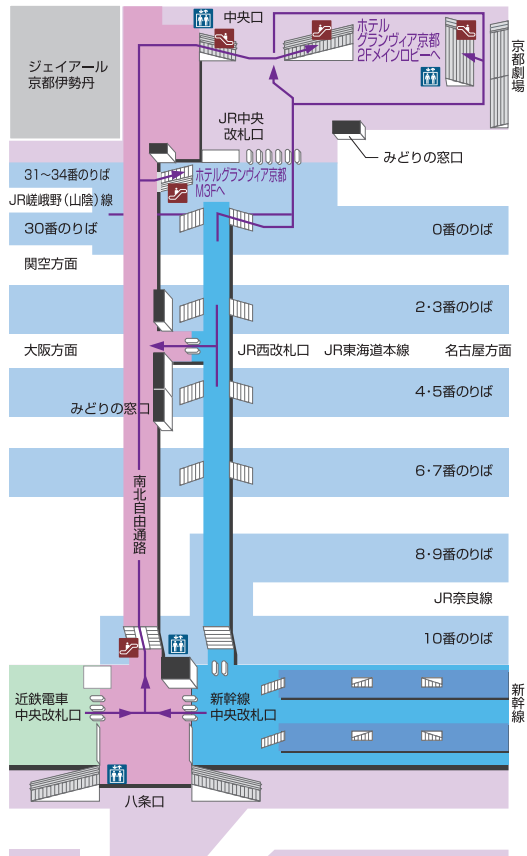 中央口
ホテル
グランヴィア京都
2Fメインロビーへ
京都劇場
ジェイアール
京都伊勢丹
JR中央
改札口
みどりの窓口
31〜34番のりば
ホテルグランヴィア京都
M3Fへ
JR嵯峨野（山陰）線
30番のりば
0番のりば
関空方面
2・3番のりば
大阪方面
JR西改札口
JR東海道本線
名古屋方面
4・5番のりば
みどりの窓口
6・7番のりば
南北自由通路
8・9番のりば
JR奈良線
10番のりば
近鉄電車
中央改札口
新幹線
中央改札口
新幹線
八条口